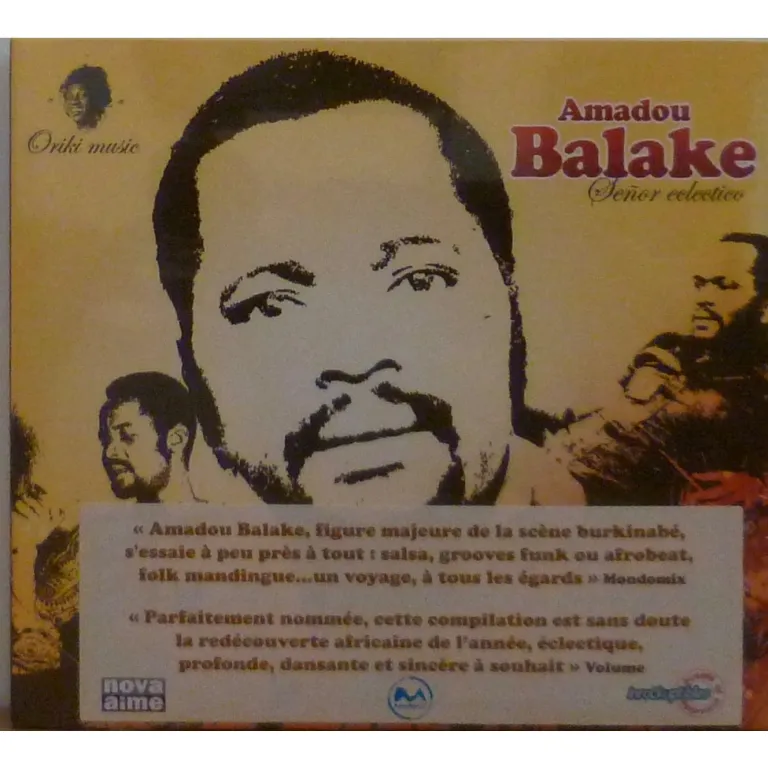 Oriki music
Amadou
Balake
Señor eclectico
« Amadou Balake, figure majeure de la scène burkinabé,
s'essaie à peu près à tout : salsa, grooves funk ou afrobeat,
folk mandingue...un voyage, à tous les égards » Mondomix
« Parfaitement nommée, cette compilation est sans doute
la redécouverte africaine de l'année, éclectique,
profonde, dansante et sincère à souhait » Volume
nova
aime
inrockuptibles